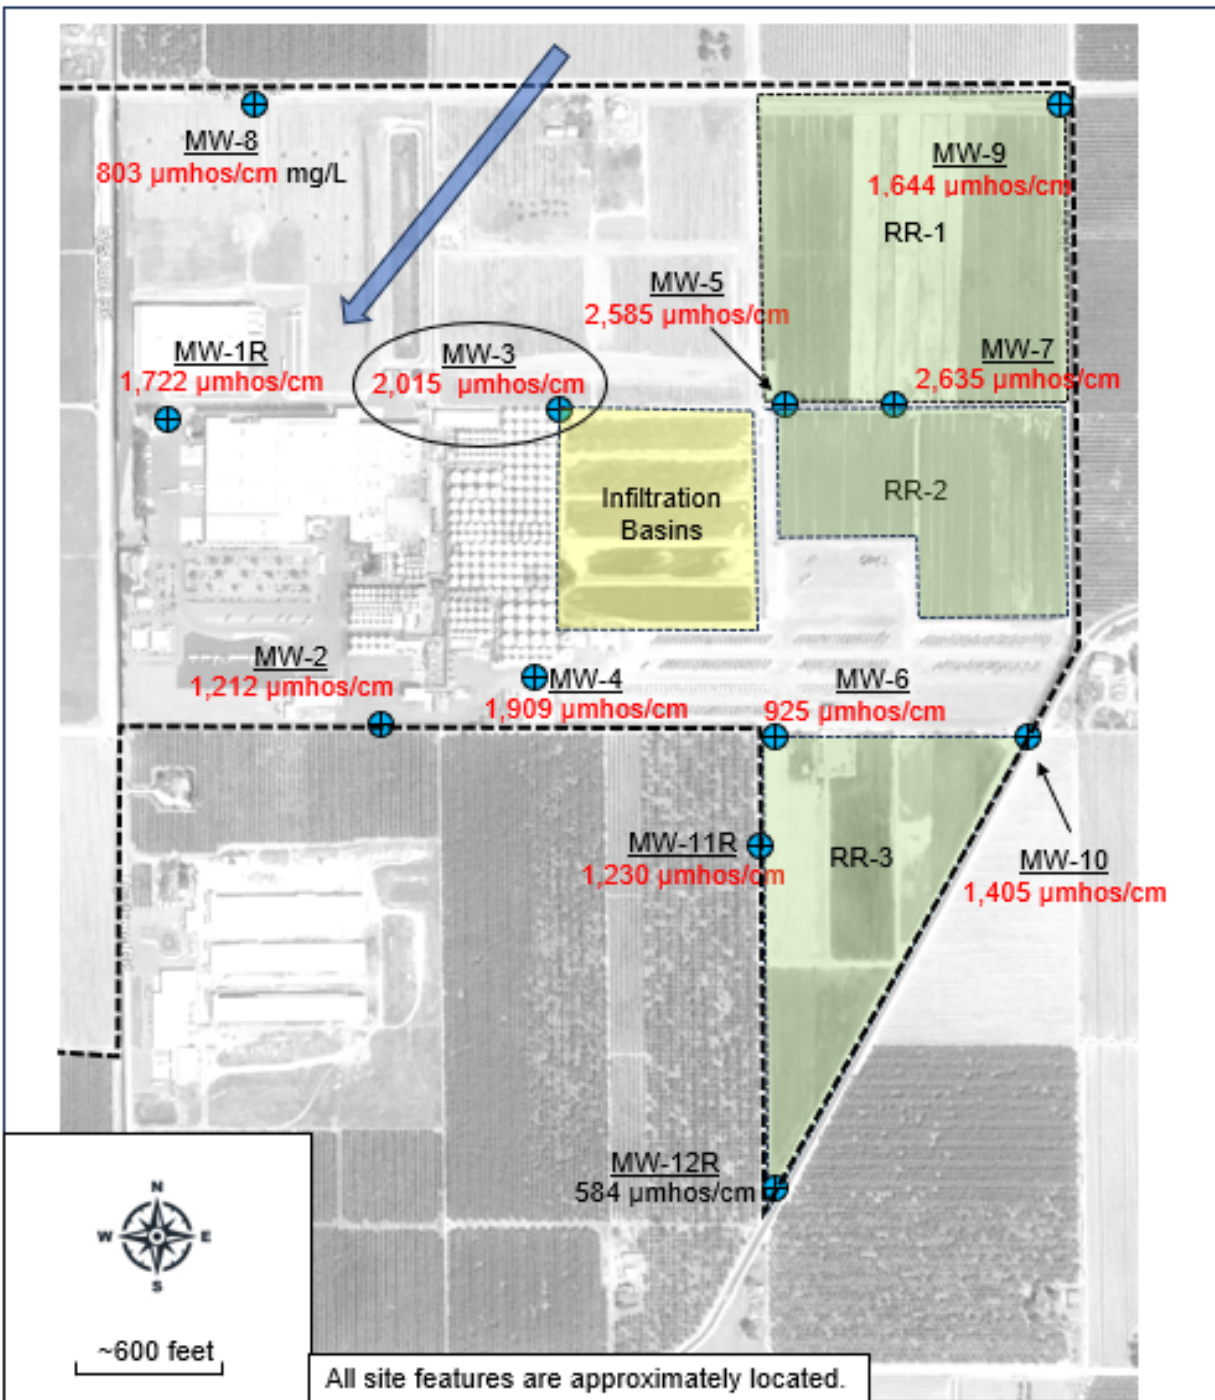 MW-8
803 µmhos/cm mg/L
MW-9
1,644 µmhos/cm
RR-1
MW-5
2,585 µmhos/cm
MW-1R
1,722 µmhos/cm
MW-3
2,015 µmhos/cm
MW-7
2,635 µmhos/cm
Infiltration
Basins
RR-2
MW-2
1,212 µmhos/cm
MW-4
1,909 µmhos/cm
MW-6
925 µmhos/cm
MW-11R
1,230 µmhos/cm
RR-3
MW-10
1,405 µmhos/cm
MW-12R
584 µmhos/cm
N
W E
S
~600 feet
All site features are approximately located.